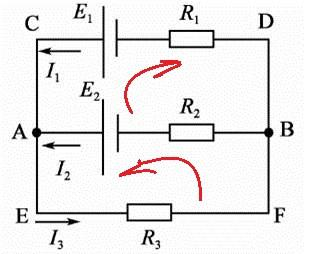 C E₁ R₁ D
I₁
E₂
R₂
A B
I₂
E F
I₃ R₃